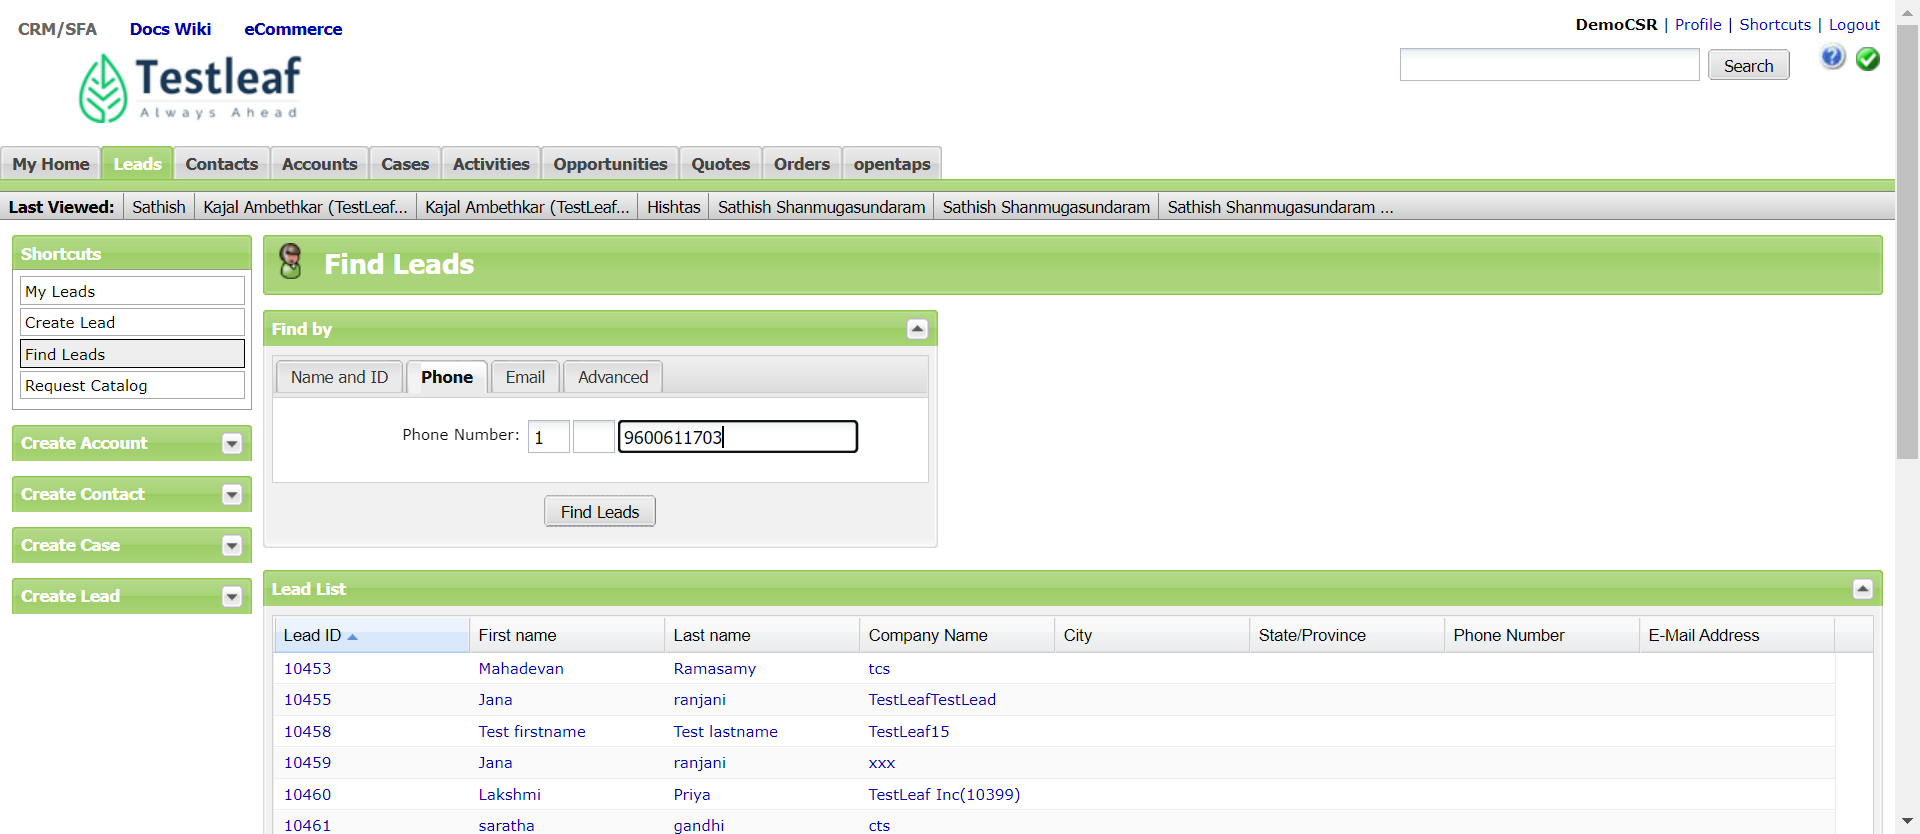 CRM/SFA Docs Wiki eCommerce
DemoCSR | Profile | Shortcuts | Logout
Testleaf
Always Ahead
Search
My Home Leads Contacts Accounts Cases Activities Opportunities Quotes Orders opentaps
Last Viewed: Sathish Kajal Ambethkar (TestLeaf... Kajal Ambethkar (TestLeaf... Hishtas Sathish Shanmugasundaram Sathish Shanmugasundaram Sathish Shanmugasundaram ...
Shortcuts
My Leads
Create Lead
Find Leads
Request Catalog
Create Account
Create Contact
Create Case
Create Lead
Find Leads
Find by
Name and ID Phone Email Advanced
Phone Number: 1 9600611703
Find Leads
Lead List
Lead ID First name Last name Company Name City State/Province Phone Number E-Mail Address
10453 Mahadevan Ramasamy tcs
10455 Jana ranjani TestLeafTestLead
10458 Test firstname Test lastname TestLeaf15
10459 Jana ranjani xxx
10460 Lakshmi Priya TestLeaf Inc(10399)
10461 saratha gandhi cts